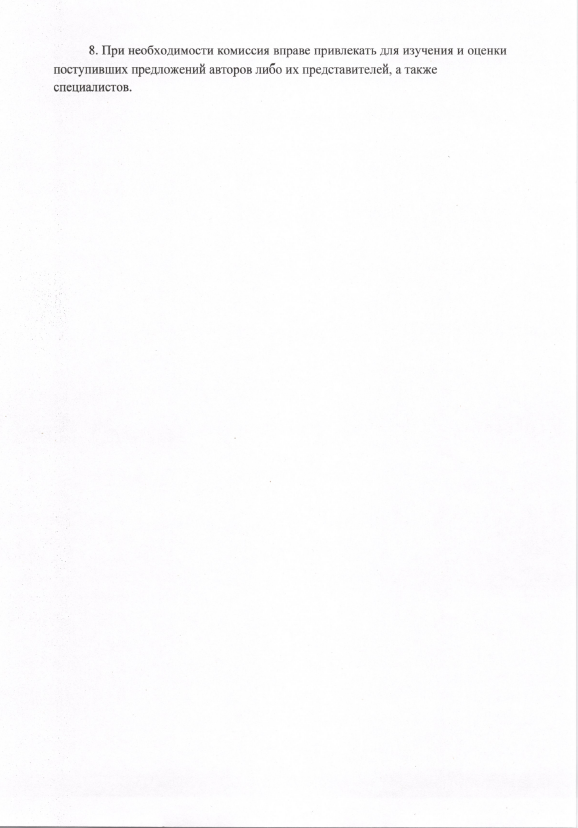 8. При необходимости комиссия вправе привлекать для изучения и оценки
поступивших предложений авторов либо их представителей, а также
специалистов.